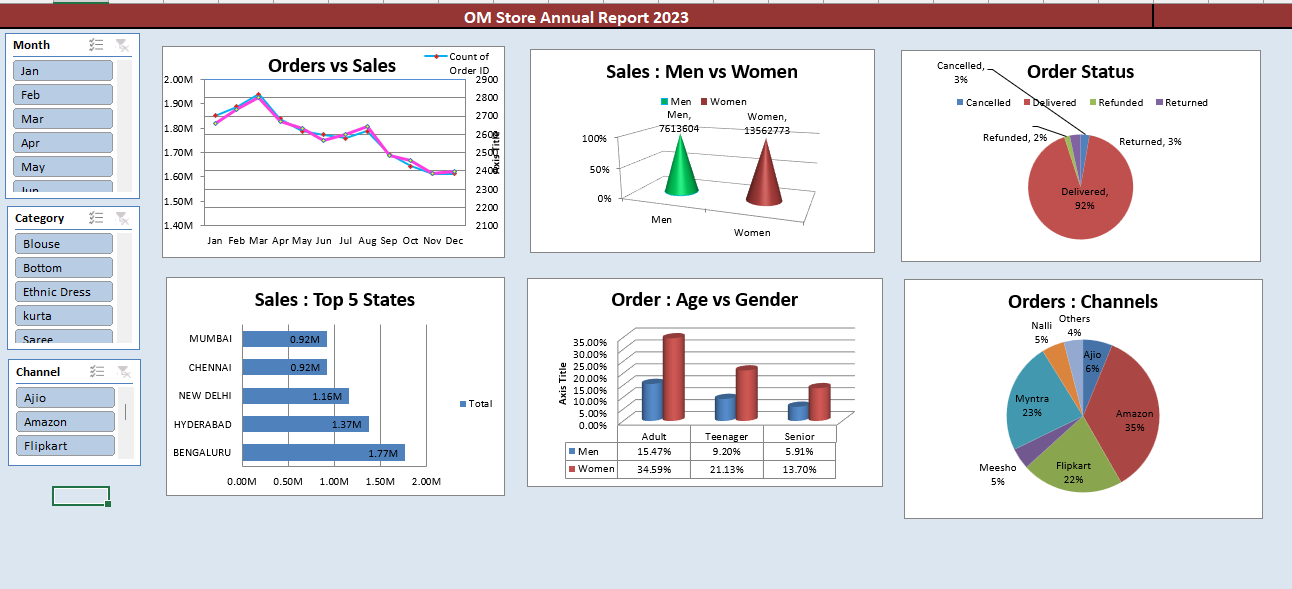 OM Store Annual Report 2023
Month
Jan
Feb
Mar
Apr
May
Jun
Category
Blouse
Bottom
Ethnic Dress
kurta
Saree
Channel
Ajio
Amazon
Flipkart
Orders vs Sales
Count of
Order ID
2.00M
1.90M
1.80M
1.70M
1.60M
1.50M
1.40M
2900
2800
2700
2600
2500
2400
2300
2200
2100
Axis Title
Jan Feb Mar Apr May Jun Jul Aug Sep Oct Nov Dec
Sales : Men vs Women
Men Women
Men,
7613604
Women,
13562773
100%
50%
0%
Men
Women
Order Status
Cancelled Delivered Refunded Returned
Cancelled,
3%
Refunded, 2%
Returned, 3%
Delivered,
92%
Sales : Top 5 States
MUMBAI 0.92M
CHENNAI 0.92M
NEW DELHI 1.16M
HYDERABAD 1.37M
BENGALURU 1.77M
0.00M 0.50M 1.00M 1.50M 2.00M
Total
Order : Age vs Gender
Axis Title
35.00%
30.00%
25.00%
20.00%
15.00%
10.00%
5.00%
0.00%
Adult Teenager Senior
Men 15.47% 9.20% 5.91%
Women 34.59% 21.13% 13.70%
Orders : Channels
Others
4%
Nalli
5%
Ajio
6%
Myntra
23%
Amazon
35%
Meesho
5%
Flipkart
22%